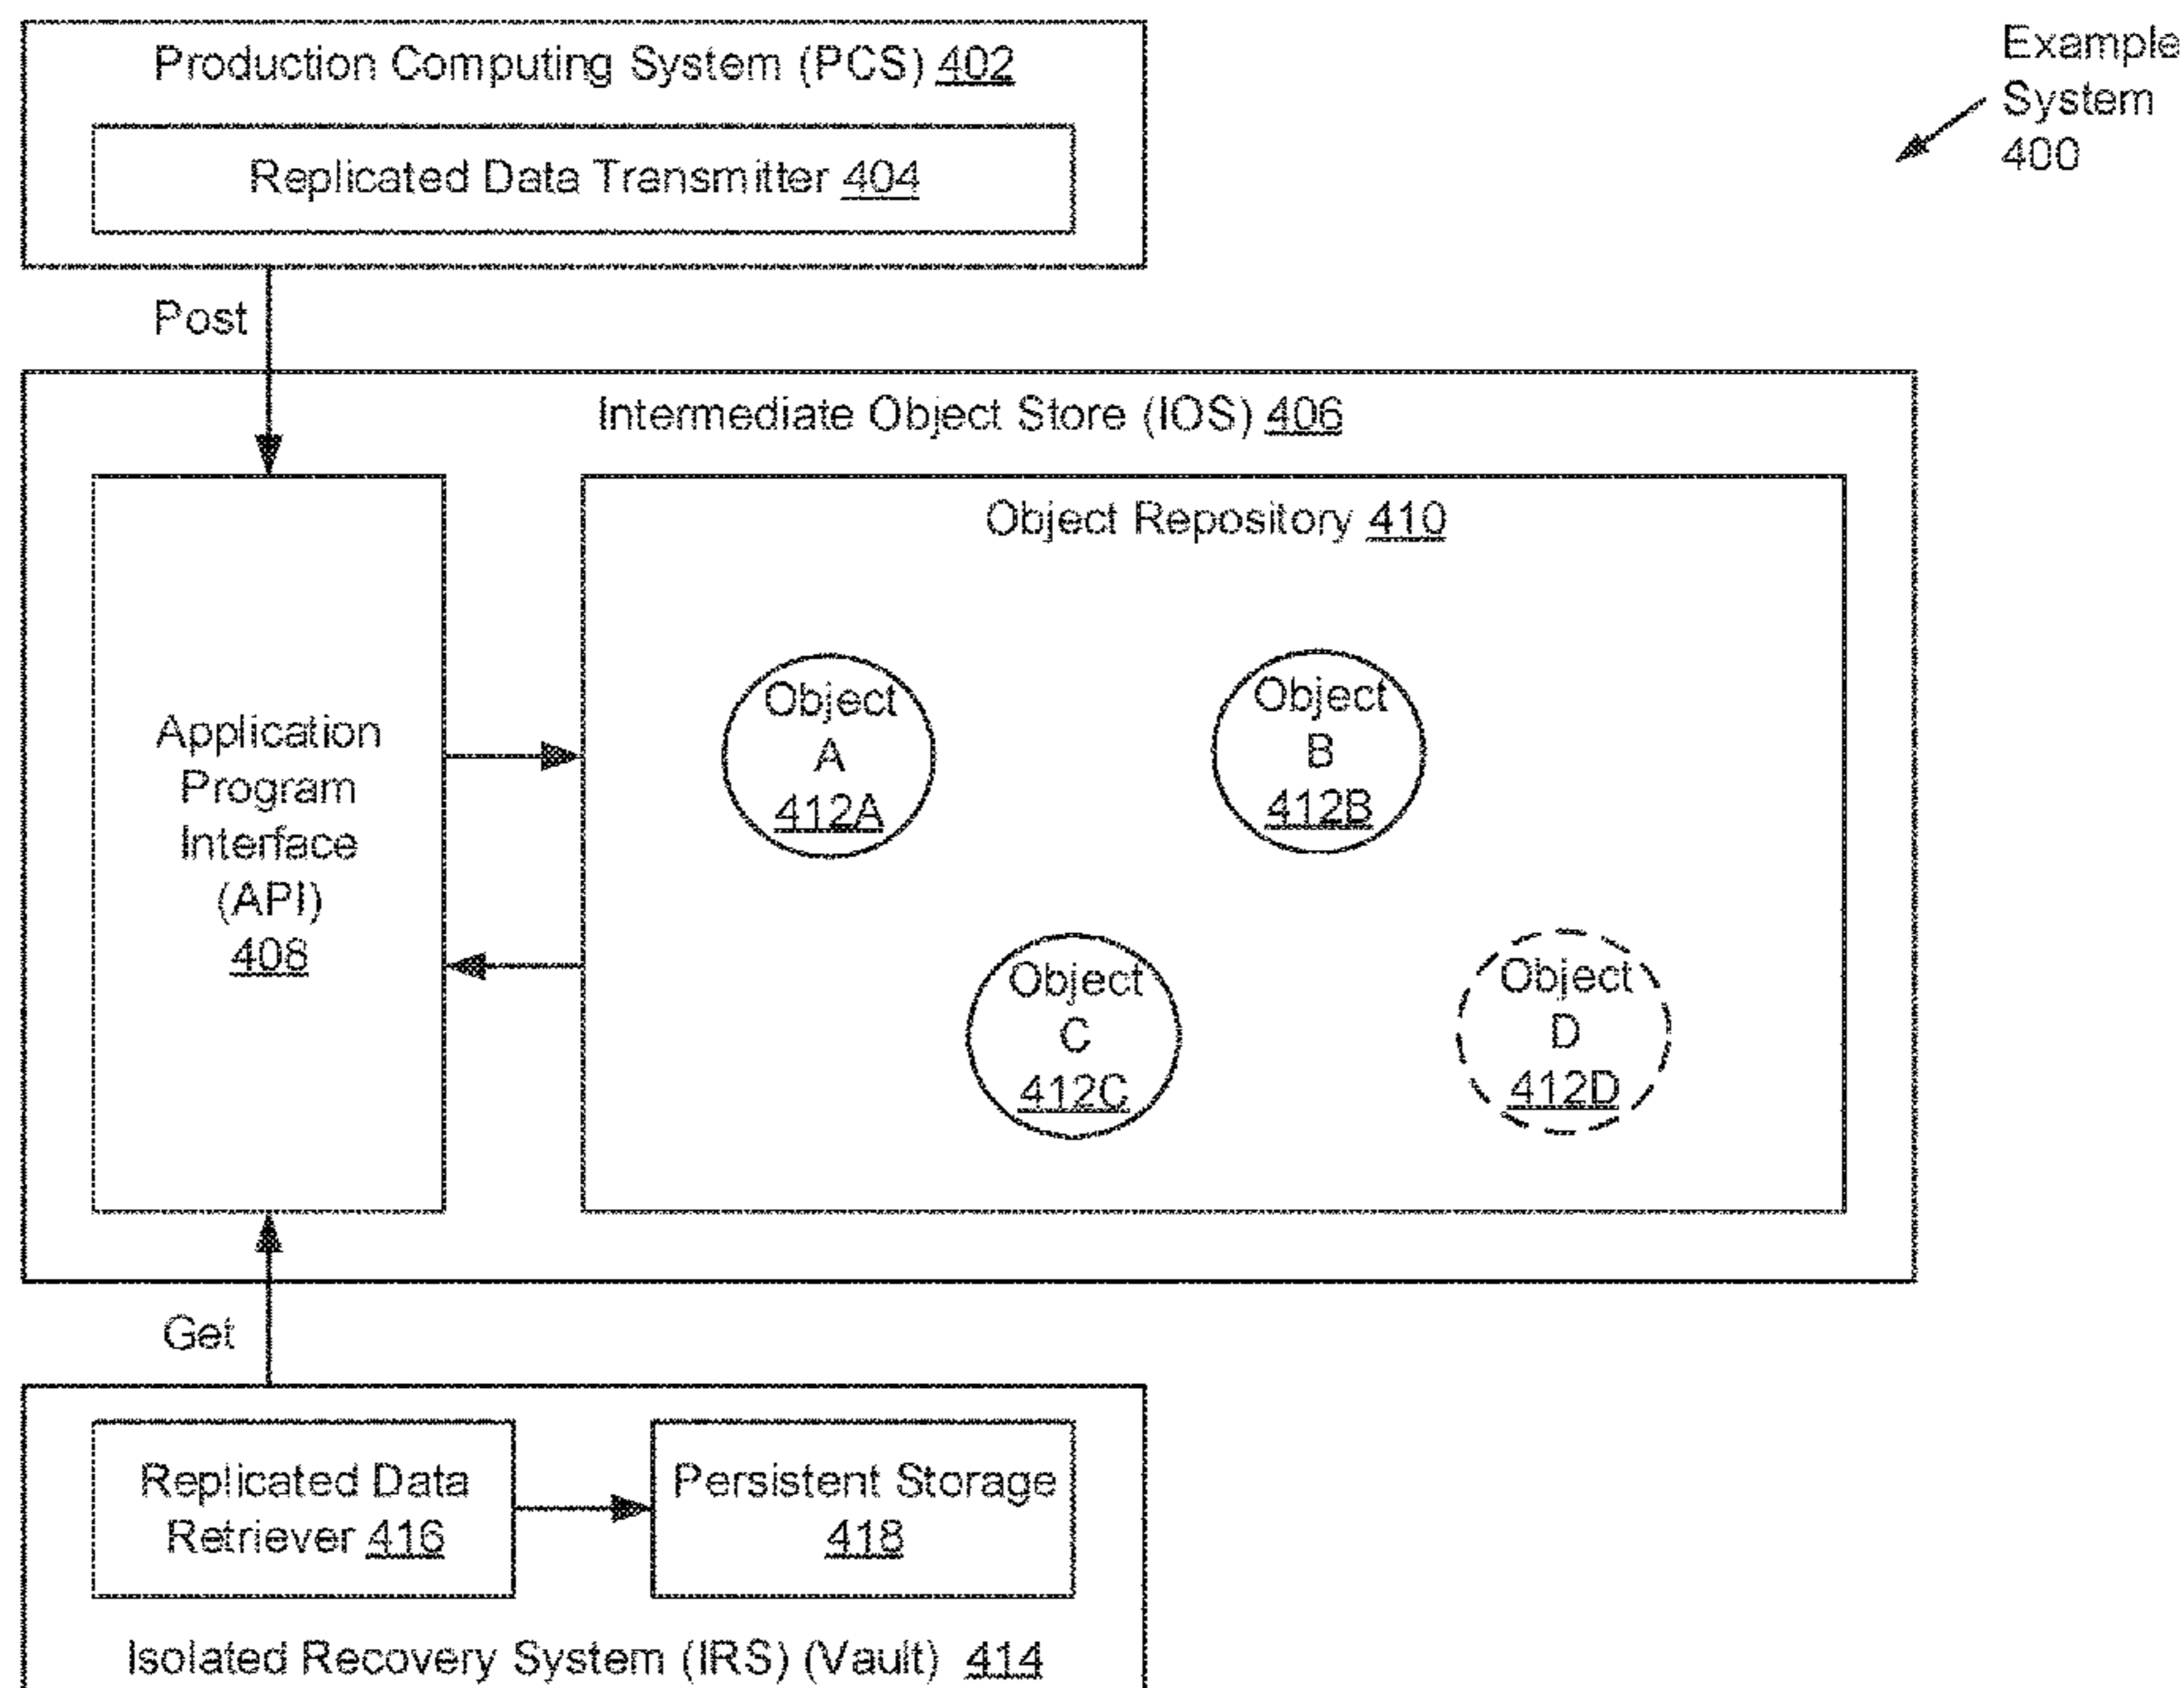 Production Computing System (PCS) 402
Example
System
400
Replicated Data Transmitter 404
Post
Intermediate Object Store (IOS) 406
Application
Program
Interface
(API)
408
Object Repository 410
Object
A
412A
Object
B
412B
Object
C
412C
Object
D
412D
Get
Replicated Data
Retriever 416
Persistent Storage
418
Isolated Recovery System (IRS) (Vault) 414